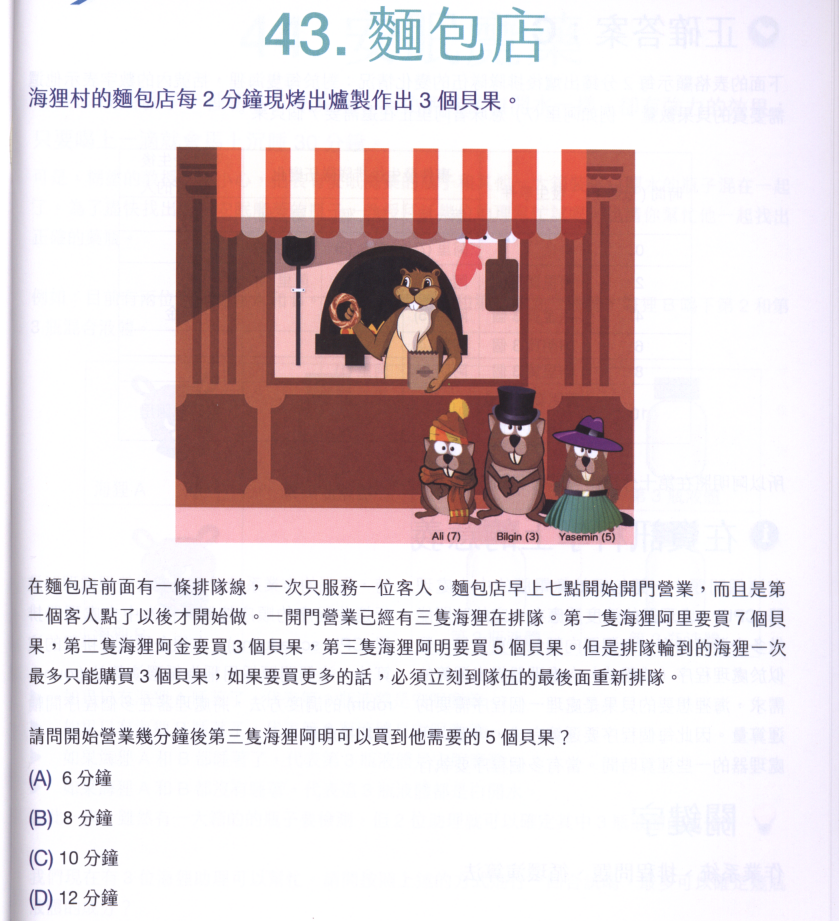 43. 麵包店
海狸村的麵包店每 2 分鐘現烤出爐製作出 3 個貝果。
Ali (7)
Bilgin (3)
Yasemin (5)
在麵包店前面有一條排隊線，一次只服務一位客人。麵包店早上七點開始開門營業，而且是第
一個客人點了以後才開始做。一開門營業已經有三隻海狸在排隊。第一隻海狸阿里要買 7 個貝
果，第二隻海狸阿金要買 3 個貝果，第三隻海狸阿明要買 5 個貝果。但是排隊輪到的海狸一次
最多只能購買 3 個貝果，如果要買更多的話，必須立刻到隊伍的最後面重新排隊。
請問開始營業幾分鐘後第三隻海狸阿明可以買到他需要的 5 個貝果？
(A) 6 分鐘
(B) 8 分鐘
(C) 10 分鐘
(D) 12 分鐘